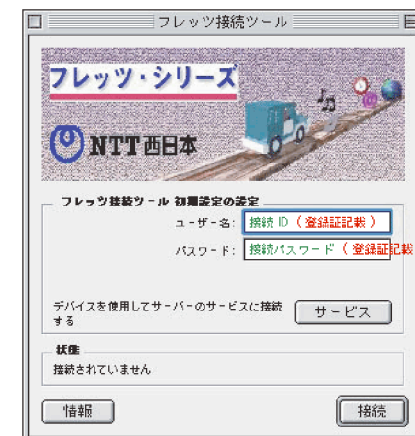 フレッツ接続ツール
フレッツ・シリーズ
NTT西日本
フレッツ接続ツール 初期設定の設定
ユーザー名: 接続 ID（登録証記載）
パスワード: 接続パスワード（登録証記載
デバイスを使用してサーバーのサービスに接続
する
サービス
状態
接続されていません
情報
接続